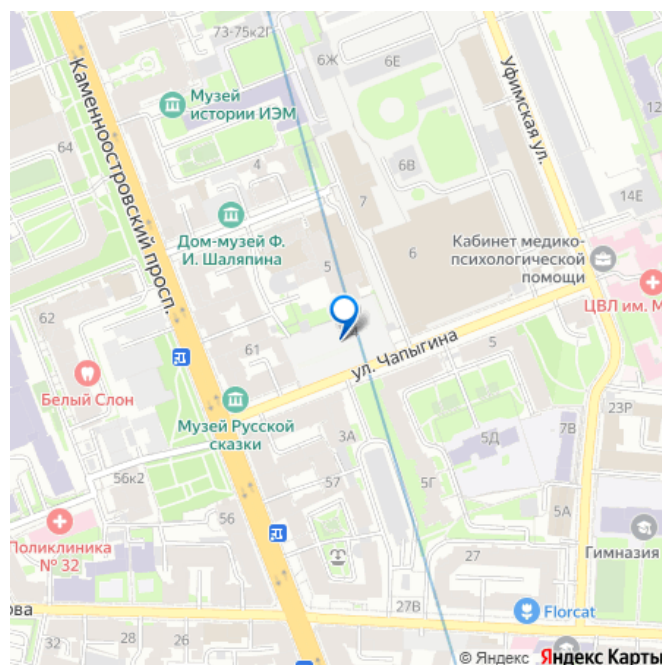 73-75к2Г
6Ж
6Е
Уфимская ул.
Каменноостровский просп.
Музей
истории ИЭМ
64
4
6В
7
14Е
Дом-музей Ф.
И. Шаляпина
5
6
Кабинет медико-
психологической
помощи
ЦВЛ им. М
62
61
ул. Чапыгина
5
Белый Слон
Музей Русской
сказки
3А
23Р
5Д
7В
56к2
57
5Г
56
5А
Поликлиника
№ 32
Гимназия
27
ова
27В
Florcat
32
28
26
© Яндекс Яндекс Карты